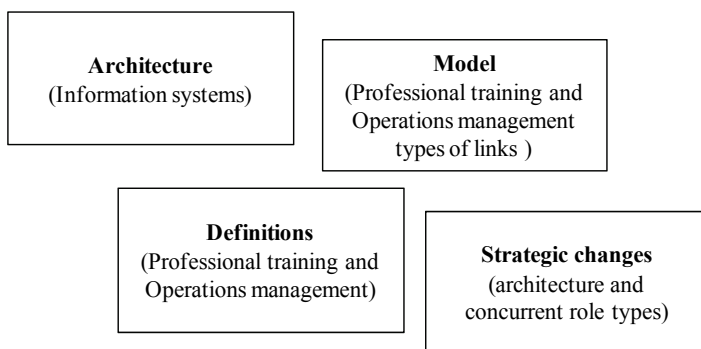 Architecture
(Information systems)
Model
(Professional training and
Operations management
types of links )
Definitions
(Professional training and
Operations management)
Strategic changes
(architecture and
concurrent role types)